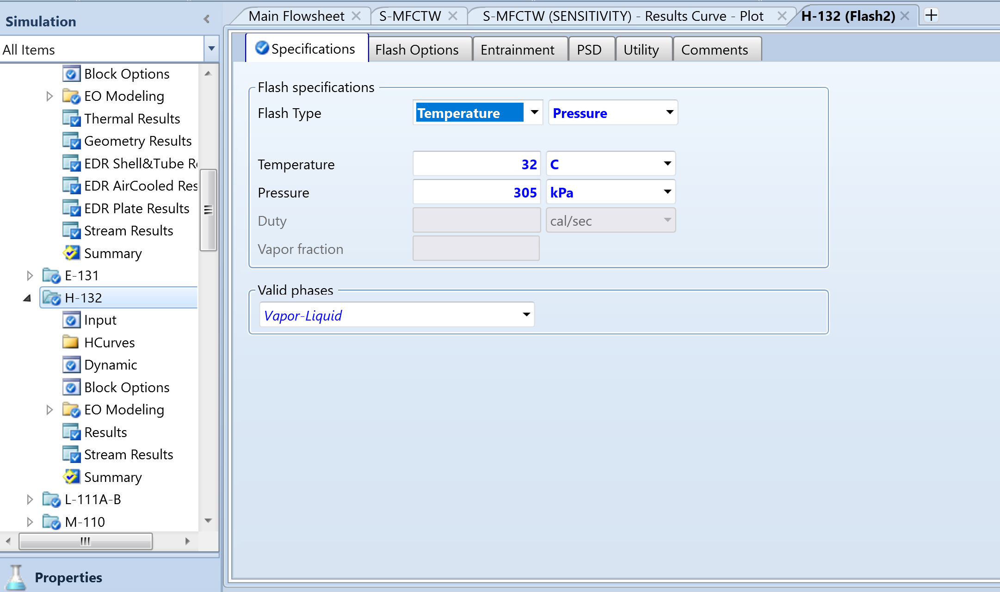 Simulation
All Items
Block Options
EO Modeling
Thermal Results
Geometry Results
EDR Shell&Tube Re
EDR AirCooled Res
EDR Plate Results
Stream Results
Summary
E-131
H-132
Input
HCurves
Dynamic
Block Options
EO Modeling
Results
Stream Results
Summary
L-111A-B
M-110
Properties
Main Flowsheet
S-MFCTW
S-MFCTW (SENSITIVITY) - Results Curve - Plot
H-132 (Flash2)
Specifications
Flash Options
Entrainment
PSD
Utility
Comments
Flash specifications
Flash Type Temperature Pressure
Temperature 32 C
Pressure 305 kPa
Duty cal/sec
Vapor fraction
Valid phases
Vapor-Liquid